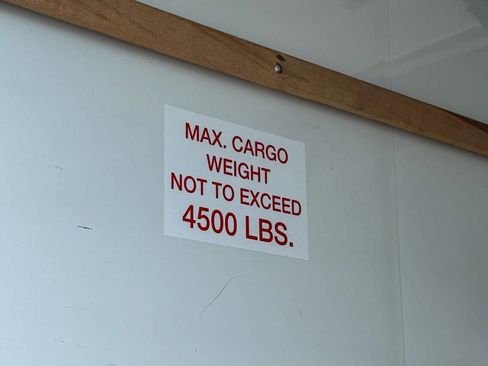 MAX. CARGO
WEIGHT
NOT TO EXCEED
4500 LBS.